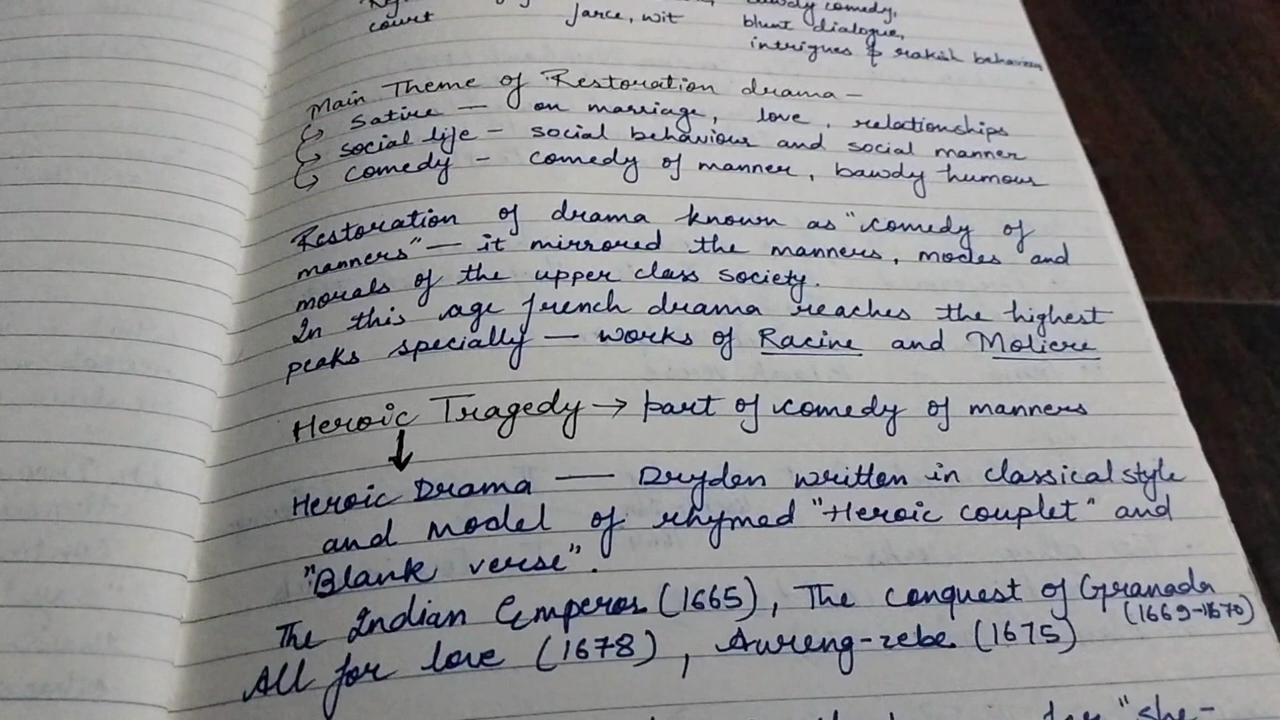 court farce, wit bawdy comedy,
blunt dialogue,
intrigues & rakish behaviour
Main Theme of Restoration drama –
↳ Satire — on marriage, love, relationships
↳ social life – social behaviour and social manner
↳ comedy – comedy of manner, bawdy humour
Restoration of drama known as "comedy of
manners" — it mirrored the manners, modes and
morals of the upper class society.
In this age french drama reaches the highest
peaks specially — works of Racine and Moliere
Heroic Tragedy → part of comedy of manners
↓
Heroic Drama — Dryden written in classical style
and model of rhymed "Heroic couplet" and
"Blank verse".
The Indian Emperor (1665), The conquest of Granada
(1669-1670)
All for love (1678), Aureng-zebe (1675)
"she-